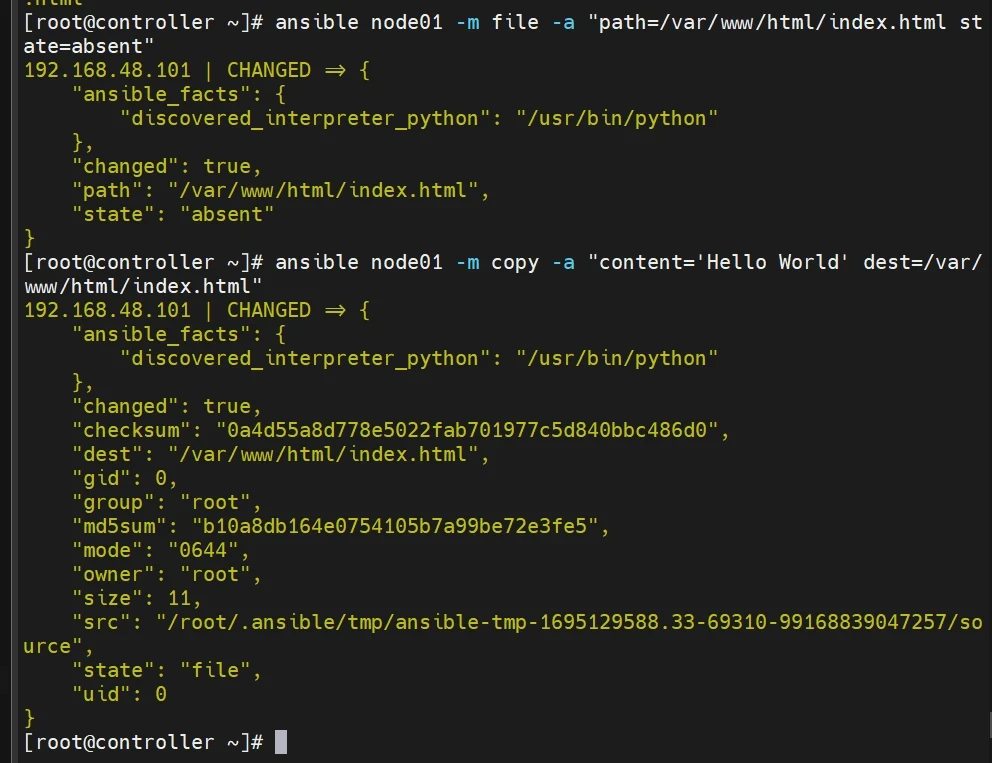 .html
[root@controller ~]# ansible node01 -m file -a "path=/var/www/html/index.html st
ate=absent"
192.168.48.101 | CHANGED => {
    "ansible_facts": {
        "discovered_interpreter_python": "/usr/bin/python"
    },
    "changed": true,
    "path": "/var/www/html/index.html",
    "state": "absent"
}
[root@controller ~]# ansible node01 -m copy -a "content='Hello World' dest=/var/
www/html/index.html"
192.168.48.101 | CHANGED => {
    "ansible_facts": {
        "discovered_interpreter_python": "/usr/bin/python"
    },
    "changed": true,
    "checksum": "0a4d55a8d778e5022fab701977c5d840bbc486d0",
    "dest": "/var/www/html/index.html",
    "gid": 0,
    "group": "root",
    "md5sum": "b10a8db164e0754105b7a99be72e3fe5",
    "mode": "0644",
    "owner": "root",
    "size": 11,
    "src": "/root/.ansible/tmp/ansible-tmp-1695129588.33-69310-99168839047257/so
urce",
    "state": "file",
    "uid": 0
}
[root@controller ~]#